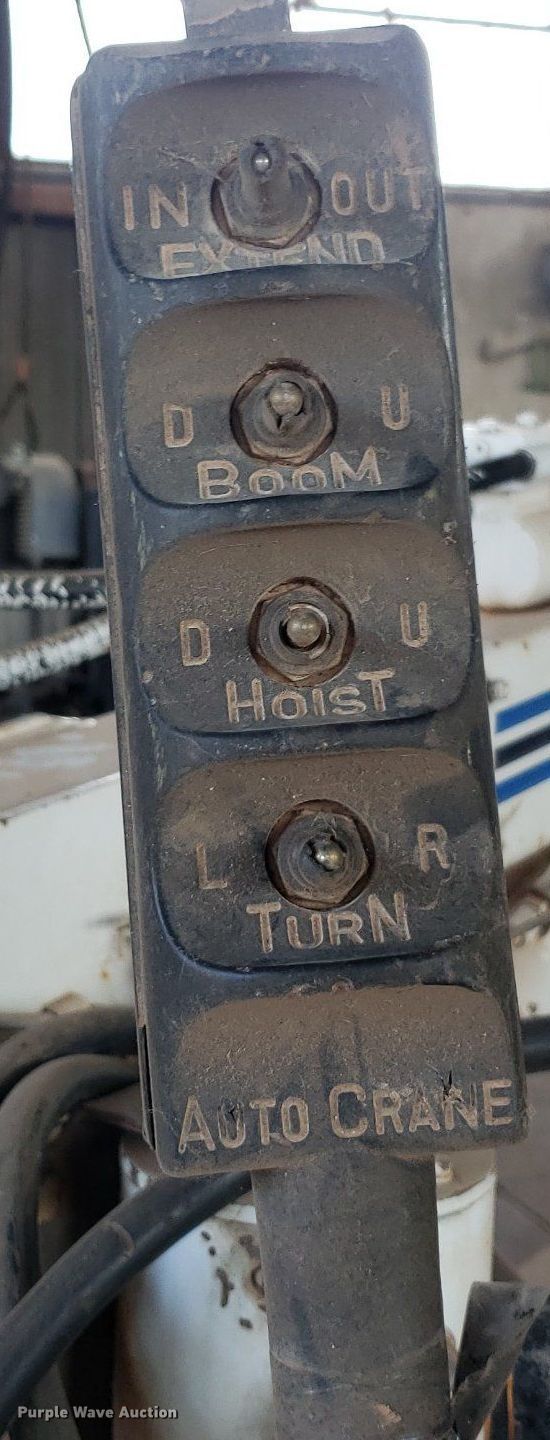 IN OUT
EXTEND
D U
BOOM
D U
HOIST
L R
TURN
AUTO CRANE
Purple Wave Auction